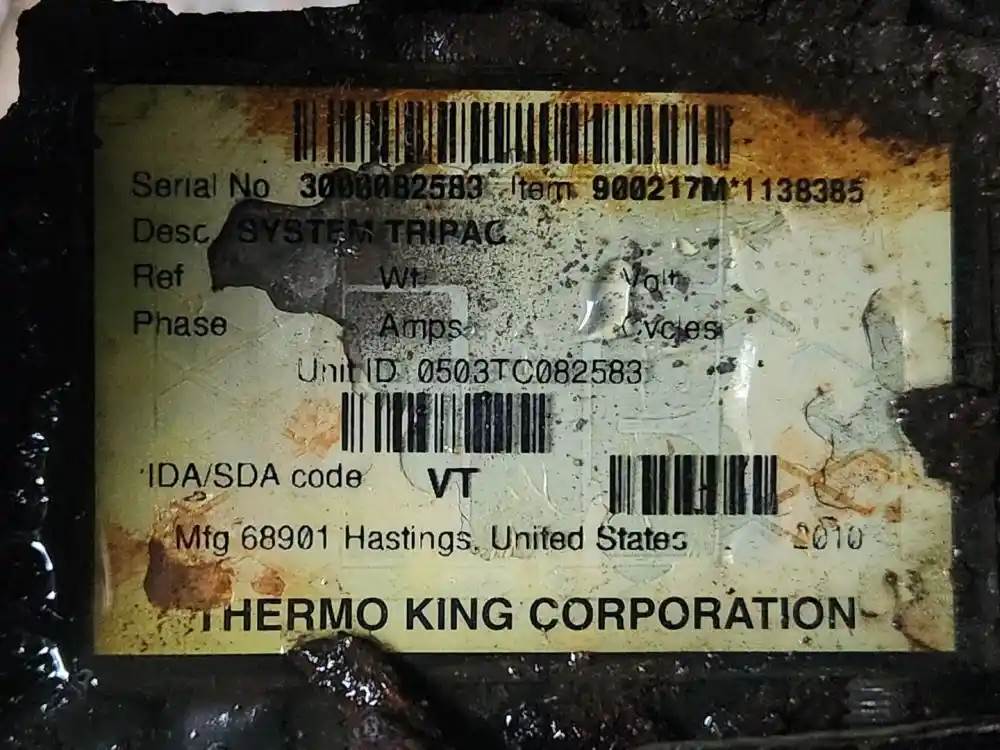 Serial No 3000082583 Item 900217M*1138385
Desc SYSTEM TRIPAC
Ref Wt Volt
Phase Amps Cycles
Unit ID 0503TC082583
IDA/SDA code VT
Mfg 68901 Hastings, United States 2010
THERMO KING CORPORATION